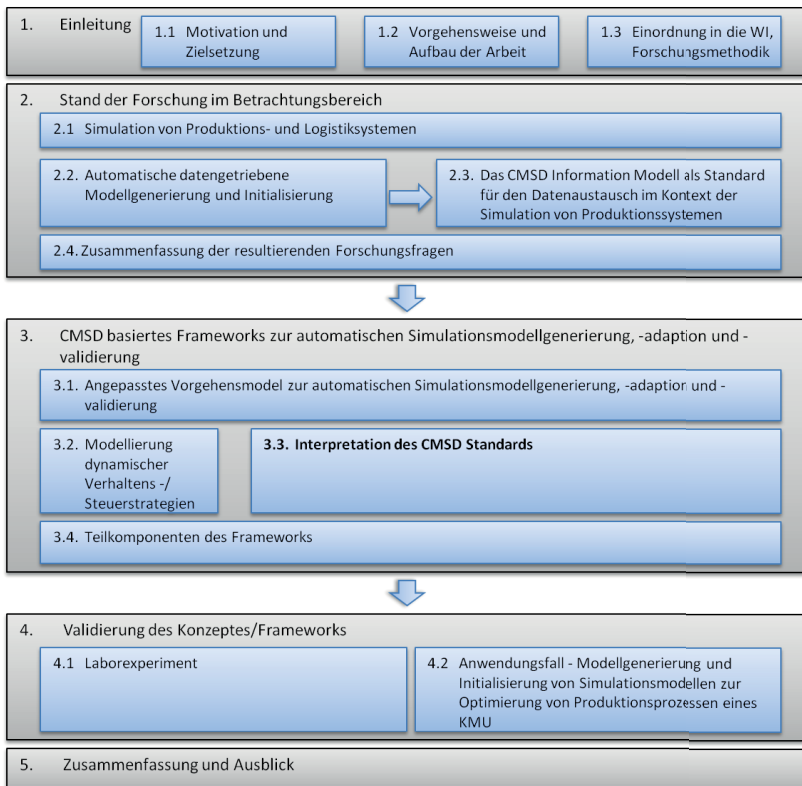 1. Einleitung
1.1 Motivation und
Zielsetzung
1.2 Vorgehensweise und
Aufbau der Arbeit
1.3 Einordnung in die WI,
Forschungsmethodik
2. Stand der Forschung im Betrachtungsbereich
2.1 Simulation von Produktions- und Logistiksystemen
2.2. Automatische datengetriebene
Modellgenerierung und Initialisierung
2.3. Das CMSD Information Modell als Standard
für den Datenaustausch im Kontext der
Simulation von Produktionssystemen
2.4. Zusammenfassung der resultierenden Forschungsfragen
3. CMSD basiertes Frameworks zur automatischen Simulationsmodellgenerierung, -adaption und -
validierung
3.1. Angepasstes Vorgehensmodel zur automatischen Simulationsmodellgenerierung, -adaption und -
validierung
3.2. Modellierung
dynamischer
Verhaltens -/
Steuerstrategien
3.3. Interpretation des CMSD Standards
3.4. Teilkomponenten des Frameworks
4. Validierung des Konzeptes/Frameworks
4.1 Laborexperiment
4.2 Anwendungsfall - Modellgenerierung und
Initialisierung von Simulationsmodellen zur
Optimierung von Produktionsprozessen eines
KMU
5. Zusammenfassung und Ausblick